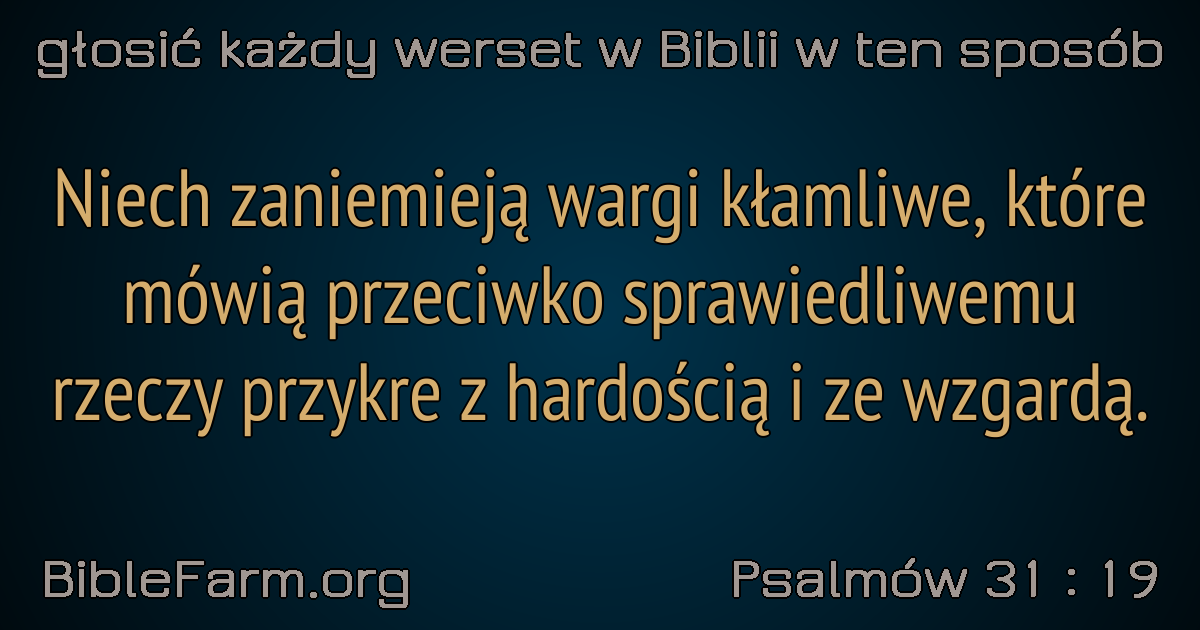 głosić każdy werset w Biblii w ten sposób
Niech zaniemieją wargi kłamliwe, które
mówią przeciwko sprawiedliwemu
rzeczy przykre z hardością i ze wzgardą.
BibleFarm.org
Psalmów 31 : 19